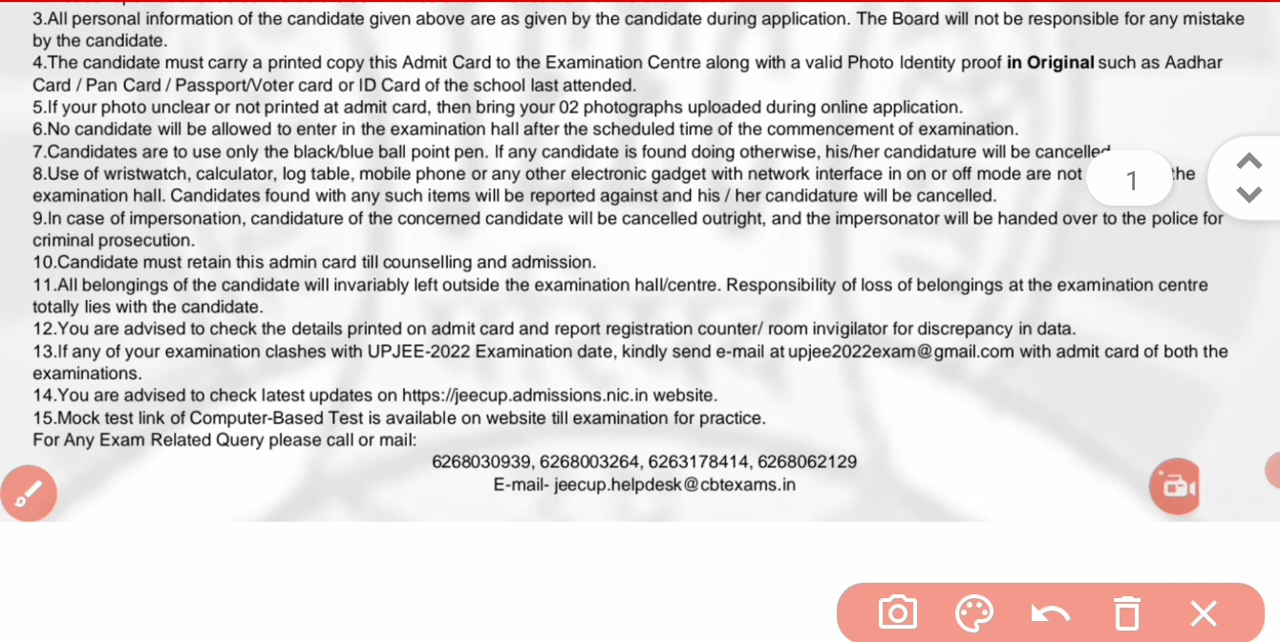 3.All personal information of the candidate given above are as given by the candidate during application. The Board will not be responsible for any mistake
by the candidate.
4.The candidate must carry a printed copy this Admit Card to the Examination Centre along with a valid Photo Identity proof in Original such as Aadhar
Card / Pan Card / Passport/Voter card or ID Card of the school last attended.
5.If your photo unclear or not printed at admit card, then bring your 02 photographs uploaded during online application.
6.No candidate will be allowed to enter in the examination hall after the scheduled time of the commencement of examination.
7.Candidates are to use only the black/blue ball point pen. If any candidate is found doing otherwise, his/her candidature will be cancelled
8.Use of wristwatch, calculator, log table, mobile phone or any other electronic gadget with network interface in on or off mode are not the
1
examination hall. Candidates found with any such items will be reported against and his / her candidature will be cancelled.
9.In case of impersonation, candidature of the concerned candidate will be cancelled outright, and the impersonator will be handed over to the police for
criminal prosecution.
10.Candidate must retain this admin card till counselling and admission.
11.All belongings of the candidate will invariably left outside the examination hall/centre. Responsibility of loss of belongings at the examination centre
totally lies with the candidate.
12.You are advised to check the details printed on admit card and report registration counter/ room invigilator for discrepancy in data.
13.If any of your examination clashes with UPJEE-2022 Examination date, kindly send e-mail at upjee2022exam@gmail.com with admit card of both the
examinations.
14.You are advised to check latest updates on https://jeecup.admissions.nic.in website.
15.Mock test link of Computer-Based Test is available on website till examination for practice.
For Any Exam Related Query please call or mail:
6268030939, 6268003264, 6263178414, 6268062129
E-mail- jeecup.helpdesk@cbtexams.in